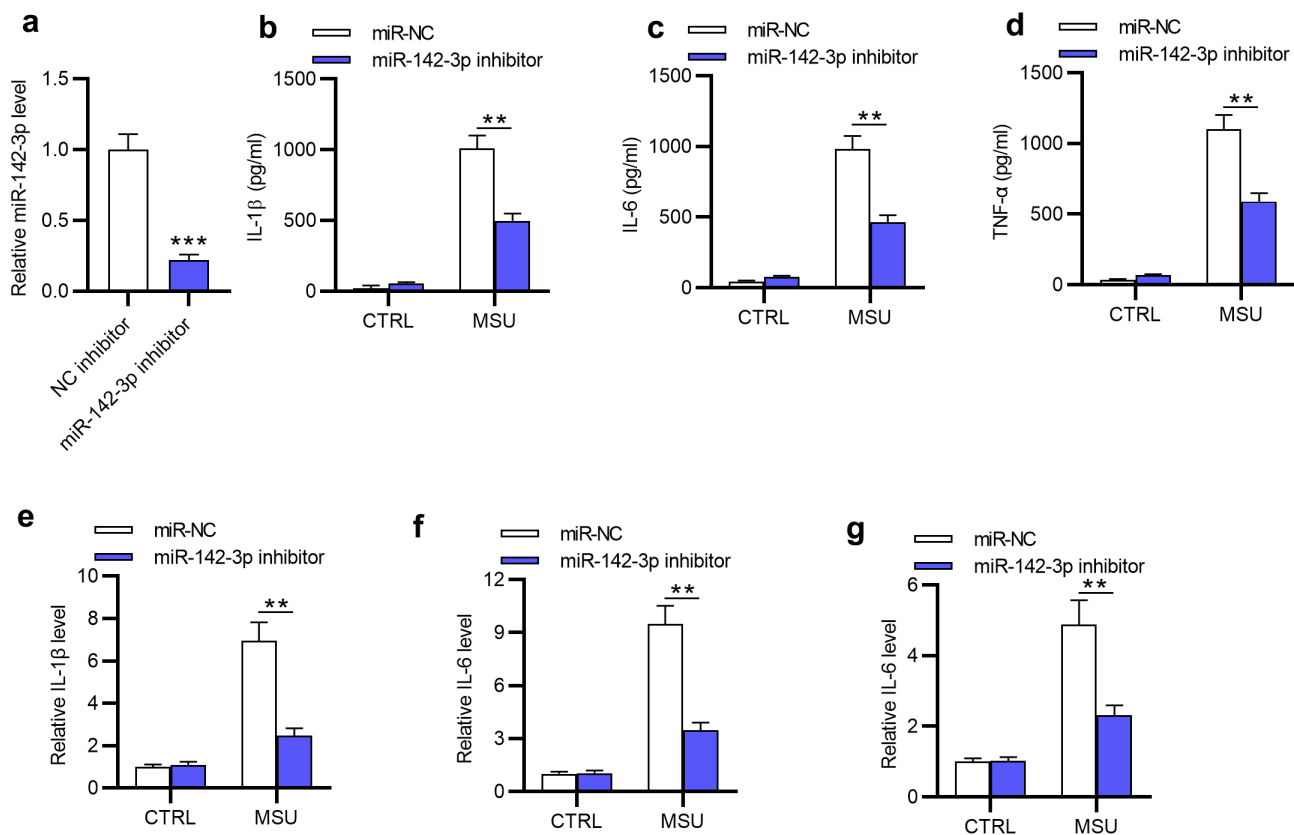 a
Relative miR-142-3p level
1.5
1.0
0.5
0.0
***
NC inhibitor
miR-142-3p inhibitor
b
miR-NC
miR-142-3p inhibitor
IL-1β (pg/ml)
1500
1000
500
0
**
CTRL
MSU
c
miR-NC
miR-142-3p inhibitor
IL-6 (pg/ml)
1500
1000
500
0
**
CTRL
MSU
d
miR-NC
miR-142-3p inhibitor
TNF-α (pg/ml)
1500
1000
500
0
**
CTRL
MSU
e
miR-NC
miR-142-3p inhibitor
Relative IL-1β level
10
8
6
4
2
0
**
CTRL
MSU
f
miR-NC
miR-142-3p inhibitor
Relative IL-6 level
12
9
6
3
0
**
CTRL
MSU
g
miR-NC
miR-142-3p inhibitor
Relative IL-6 level
6
4
2
0
**
CTRL
MSU